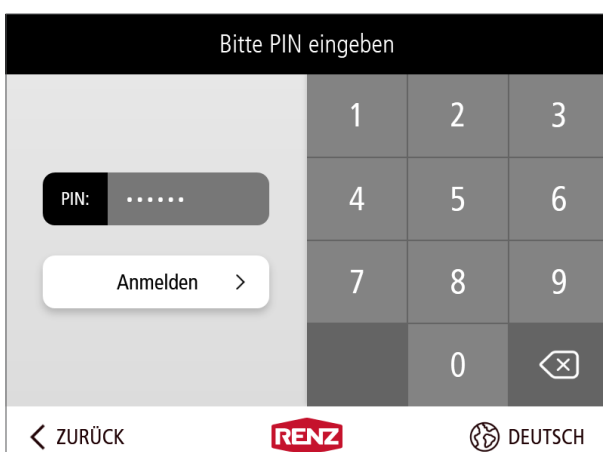 Bitte PIN eingeben
1 2 3
PIN: ······
4 5 6
Anmelden >
7 8 9
0
ZURÜCK
RENZ
DEUTSCH